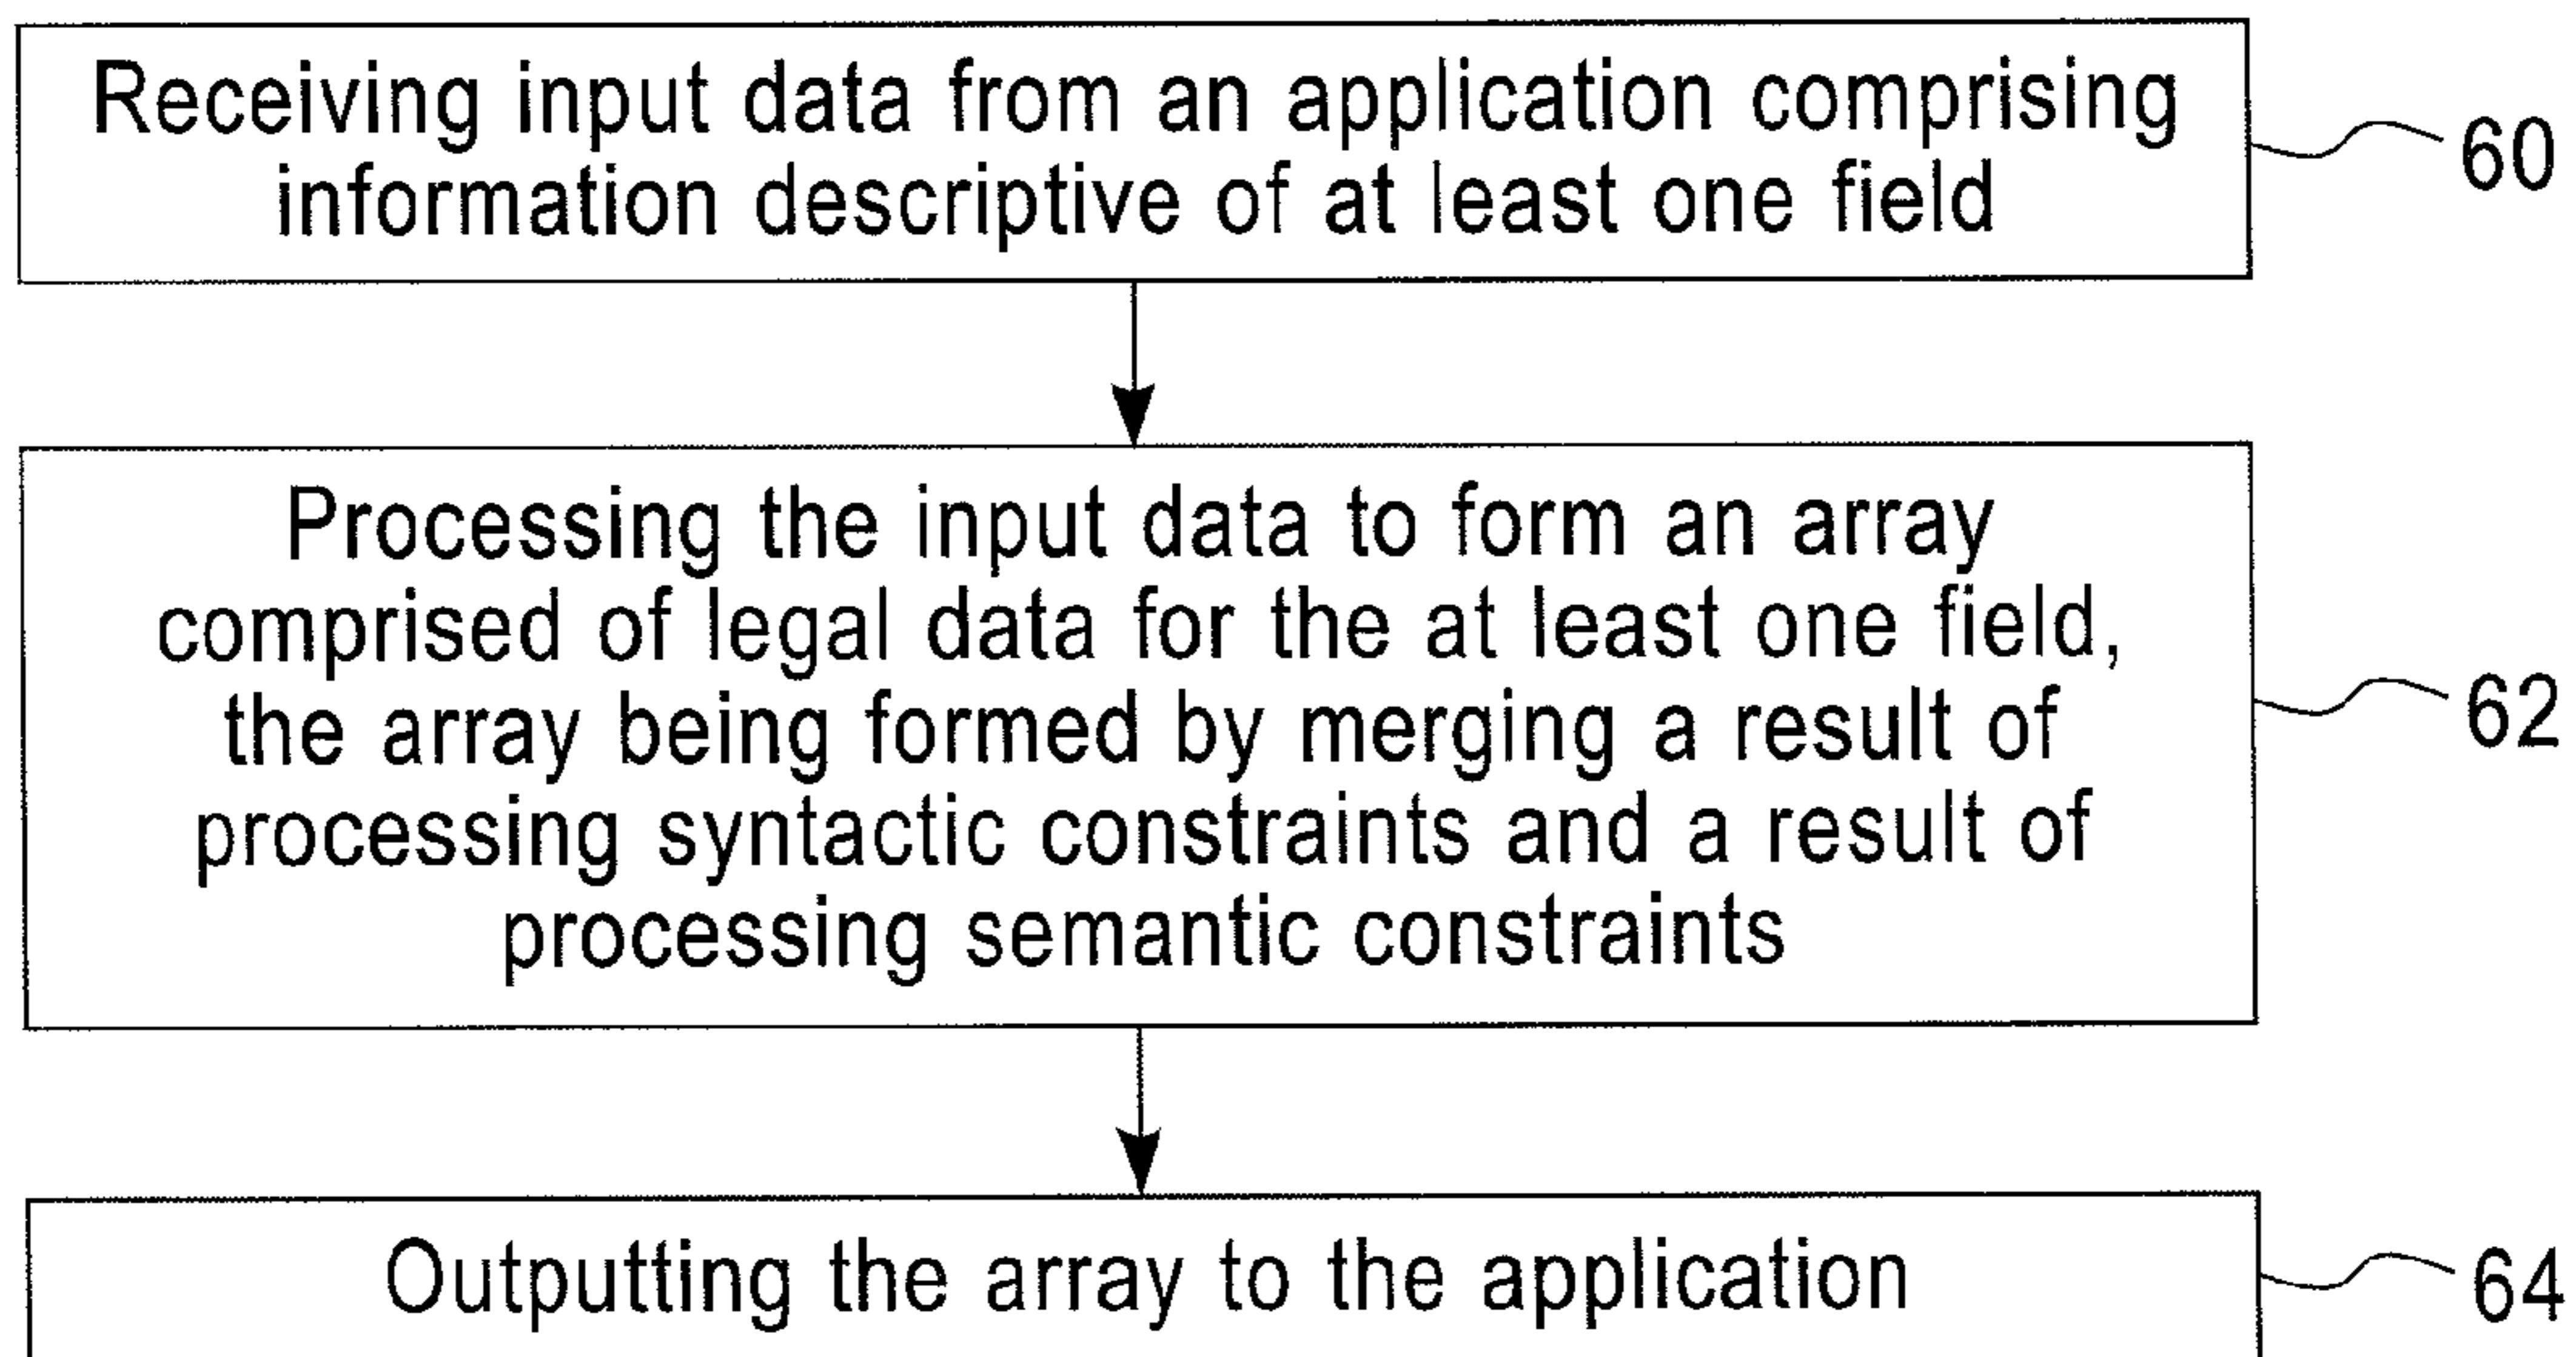 Receiving input data from an application comprising
information descriptive of at least one field
60
Processing the input data to form an array
comprised of legal data for the at least one field,
the array being formed by merging a result of
processing syntactic constraints and a result of
processing semantic constraints
62
Outputting the array to the application
64